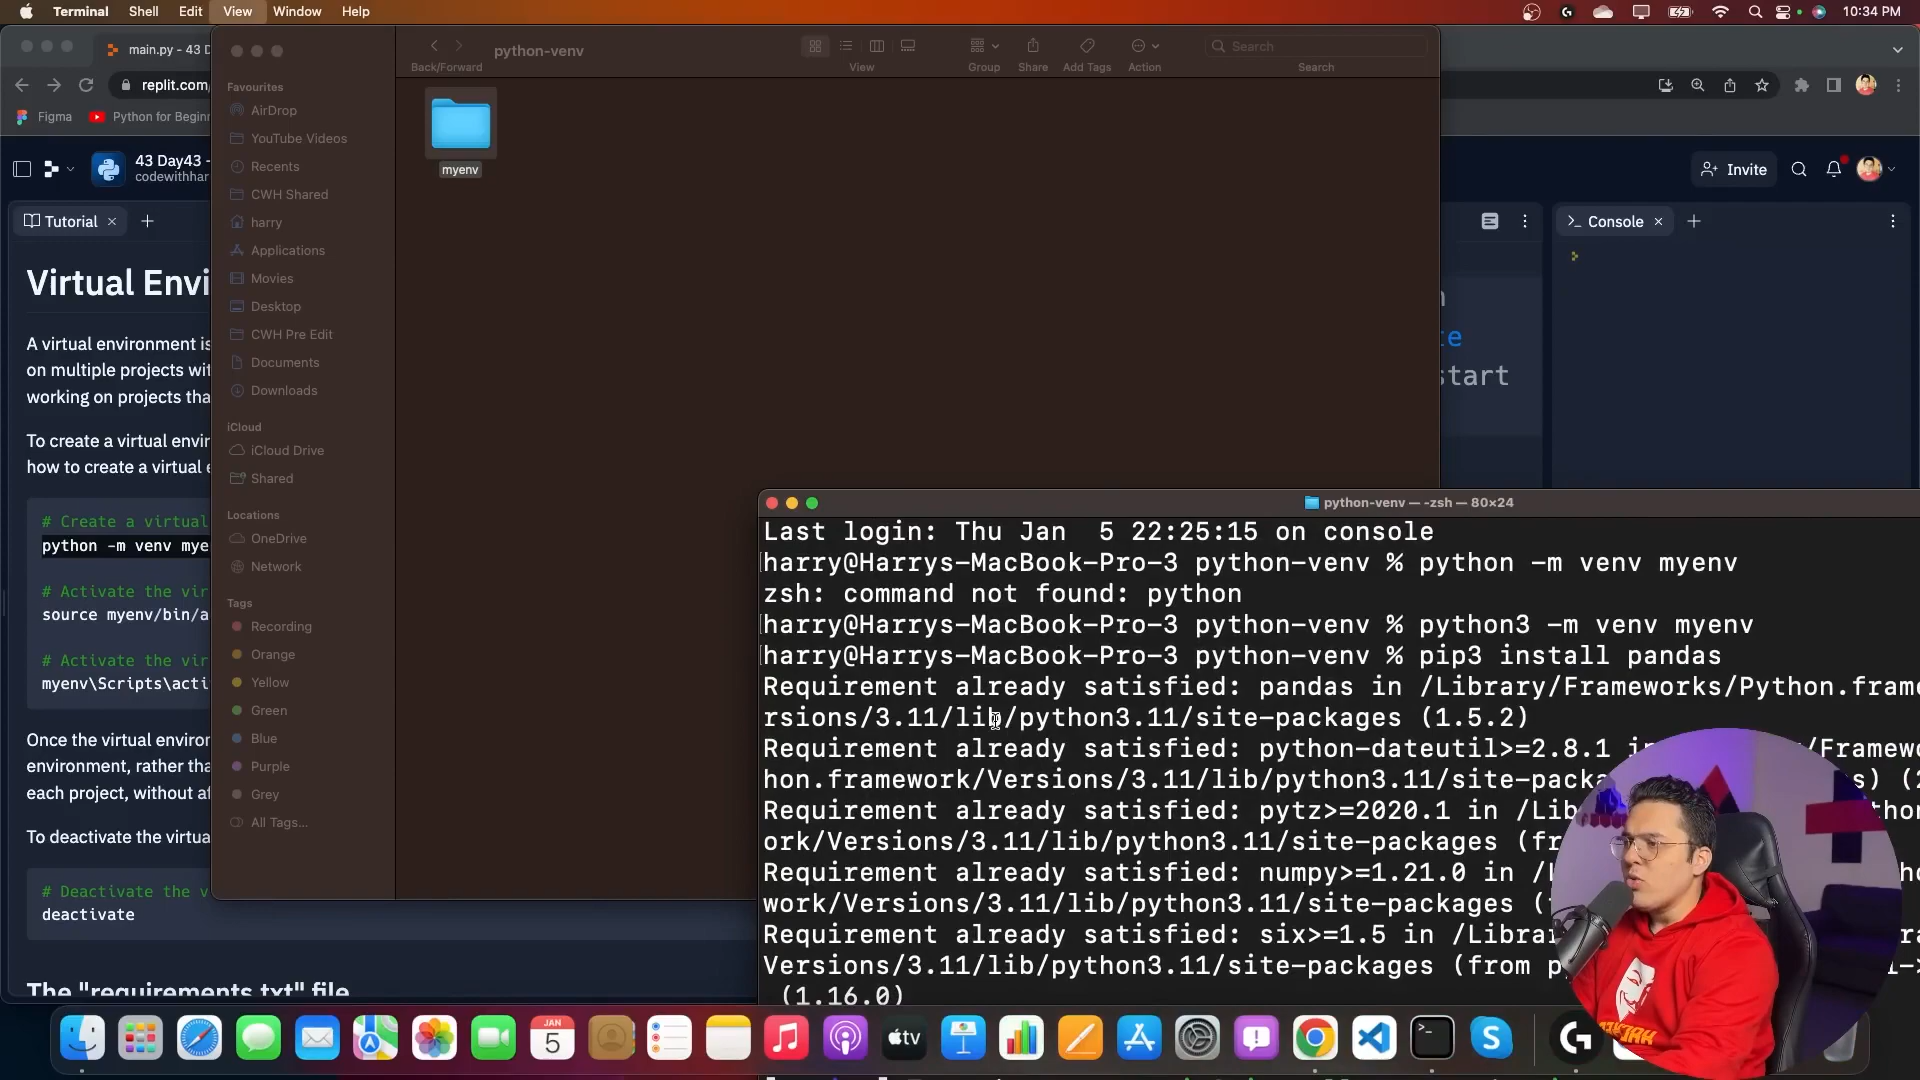 Terminal Shell Edit View Window Help
10:34 PM
main.py - 43 D
replit.com/
Figma
Python for Beginn
43 Day43 -
codewithhar
Tutorial
Virtual Envi
A virtual environment is
on multiple projects wit
working on projects tha
To create a virtual envir
how to create a virtual e
# Create a virtual
python -m venv mye
# Activate the vir
source myenv/bin/a
# Activate the vir
myenv\Scripts\acti
Once the virtual environ
environment, rather tha
each project, without af
To deactivate the virtua
# Deactivate the v
deactivate
The "requirements.txt" file
Back/Forward
python-venv
View
Group
Share
Add Tags
Action
Search
Search
Favourites
AirDrop
YouTube Videos
Recents
CWH Shared
harry
Applications
Movies
Desktop
CWH Pre Edit
Documents
Downloads
iCloud
iCloud Drive
Shared
Locations
OneDrive
Network
Tags
Recording
Orange
Yellow
Green
Blue
Purple
Grey
All Tags...
myenv
Invite
Console
te
start
python-venv — -zsh — 80×24
Last login: Thu Jan  5 22:25:15 on console
harry@Harrys-MacBook-Pro-3 python-venv % python -m venv myenv
zsh: command not found: python
harry@Harrys-MacBook-Pro-3 python-venv % python3 -m venv myenv
harry@Harrys-MacBook-Pro-3 python-venv % pip3 install pandas
Requirement already satisfied: pandas in /Library/Frameworks/Python.frame
rsions/3.11/lib/python3.11/site-packages (1.5.2)
Requirement already satisfied: python-dateutil>=2.8.1 in /Framewo
hon.framework/Versions/3.11/lib/python3.11/site-packa s) (2
Requirement already satisfied: pytz>=2020.1 in /Lib thon
ork/Versions/3.11/lib/python3.11/site-packages (fr
Requirement already satisfied: numpy>=1.21.0 in /L
work/Versions/3.11/lib/python3.11/site-packages (
Requirement already satisfied: six>=1.5 in /Libra
Versions/3.11/lib/python3.11/site-packages (from p
(1.16.0)
JAN
5
tv